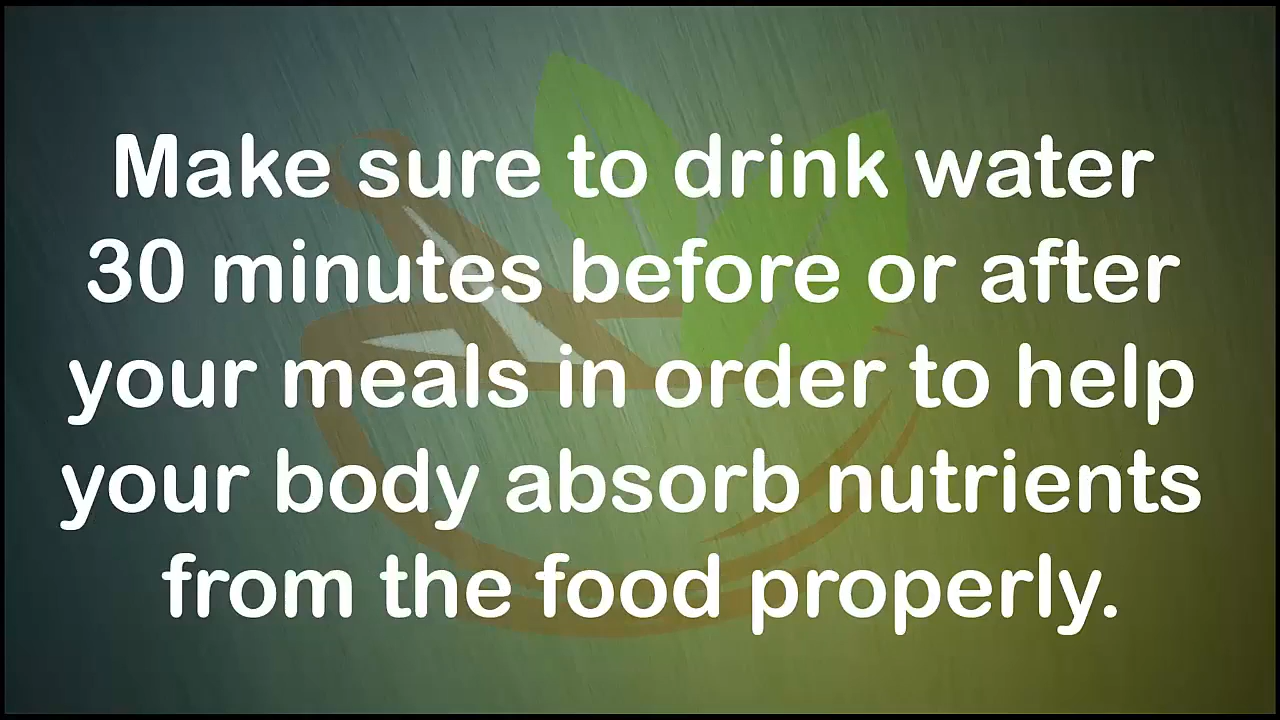 Make sure to drink water
30 minutes before or after
your meals in order to help
your body absorb nutrients
from the food properly.